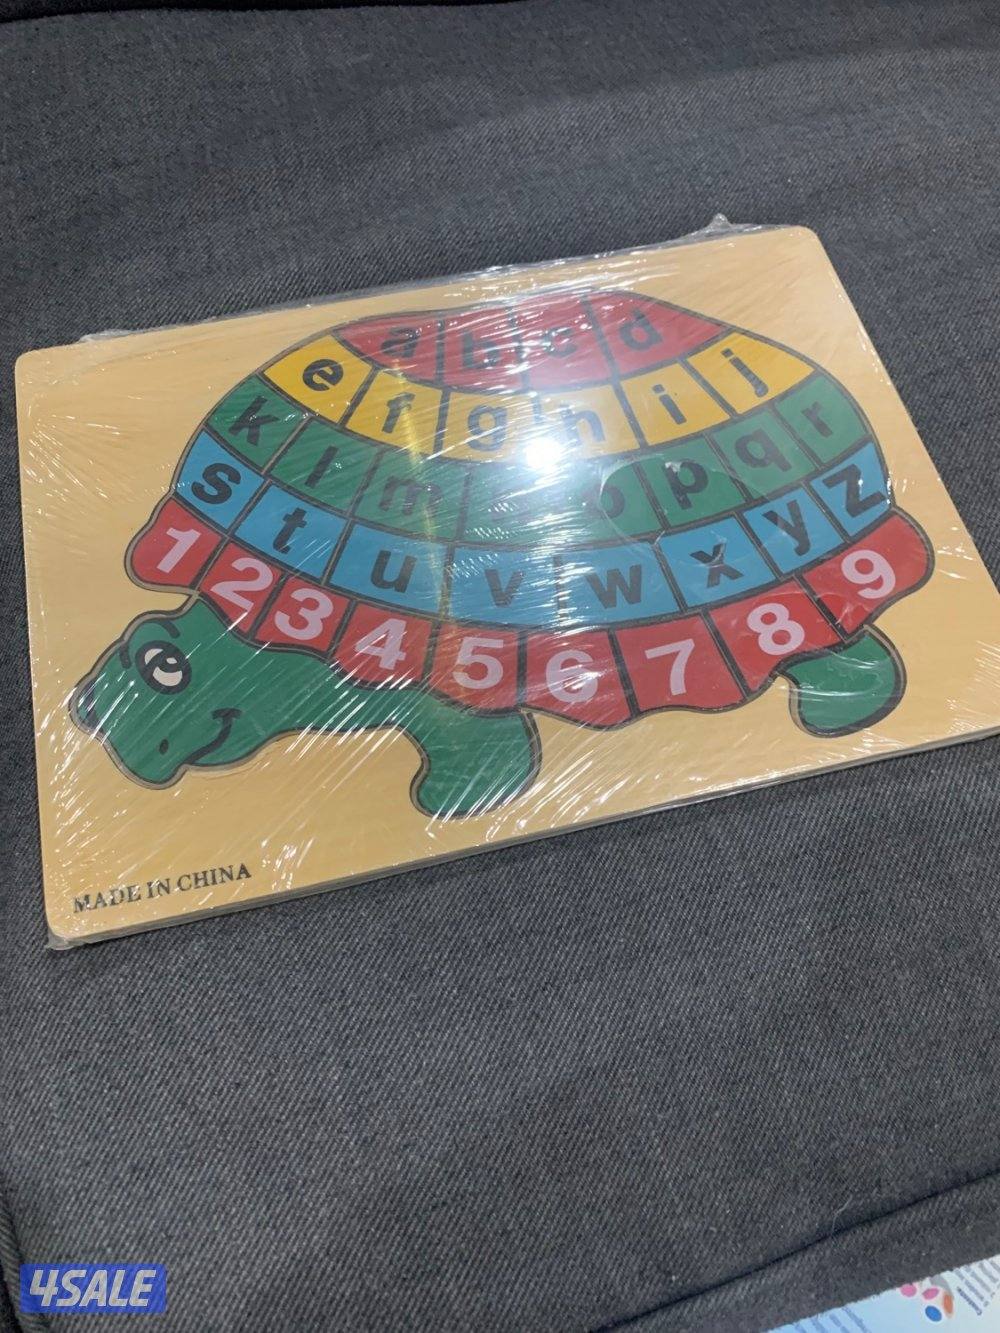 a b c d
e f g h i j
k l m o p q r
s t u v w x y z
1 2 3 4 5 6 7 8 9
MADE IN CHINA
4SALE